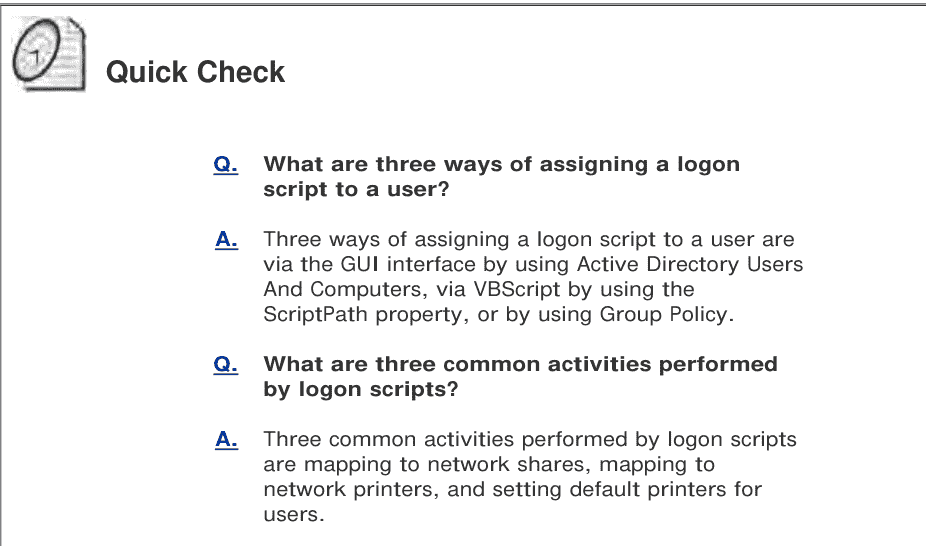 Quick Check
Q. What are three ways of assigning a logon
script to a user?
A. Three ways of assigning a logon script to a user are
via the GUI interface by using Active Directory Users
And Computers, via VBScript by using the
ScriptPath property, or by using Group Policy.
Q. What are three common activities performed
by logon scripts?
A. Three common activities performed by logon scripts
are mapping to network shares, mapping to
network printers, and setting default printers for
users.